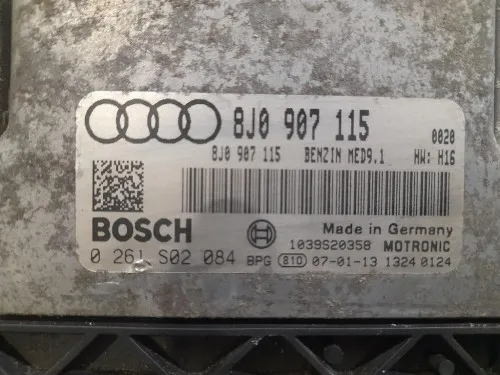 8J0 907 115 0020
8J0 907 115 BENZIN MED9.1 HW: H16
BOSCH Made in Germany
1039S20358 MOTRONIC
0 261 S02 084 BPG 810 07-01-13 1324 0124